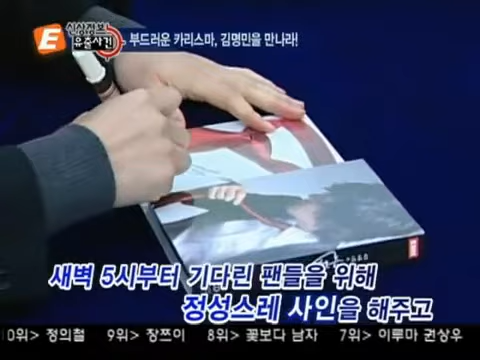 E 신상정보 유출사건
부드러운 카리스마, 김명민을 만나라!
새벽 5시부터 기다린 팬들을 위해
정성스레 사인을 해주고
10위> 정의철 9위> 장쯔이 8위> 꽃보다 남자 7위> 이루마 권상우